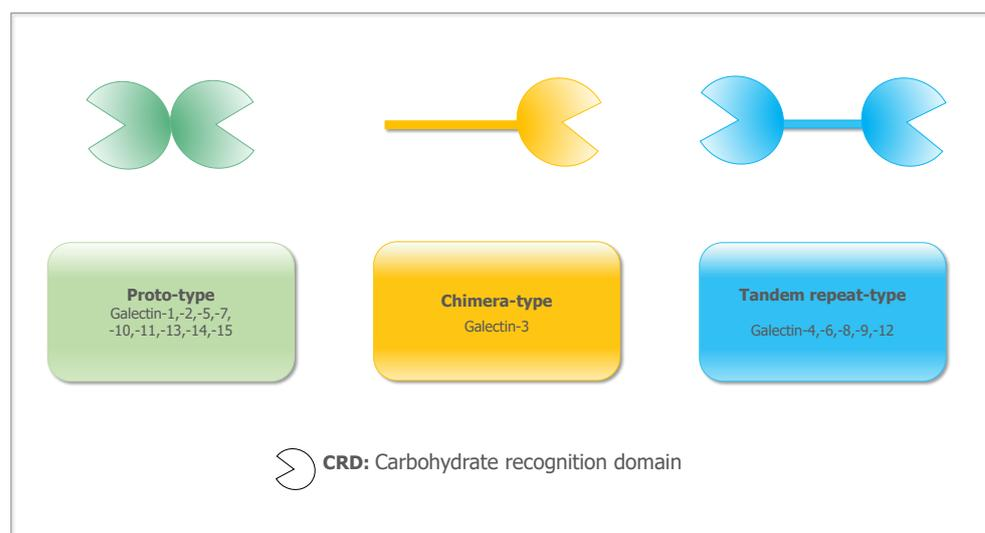 Proto-type
Galectin-1,-2,-5,-7,
-10,-11,-13,-14,-15
Chimera-type
Galectin-3
Tandem repeat-type
Galectin-4,-6,-8,-9,-12
CRD: Carbohydrate recognition domain